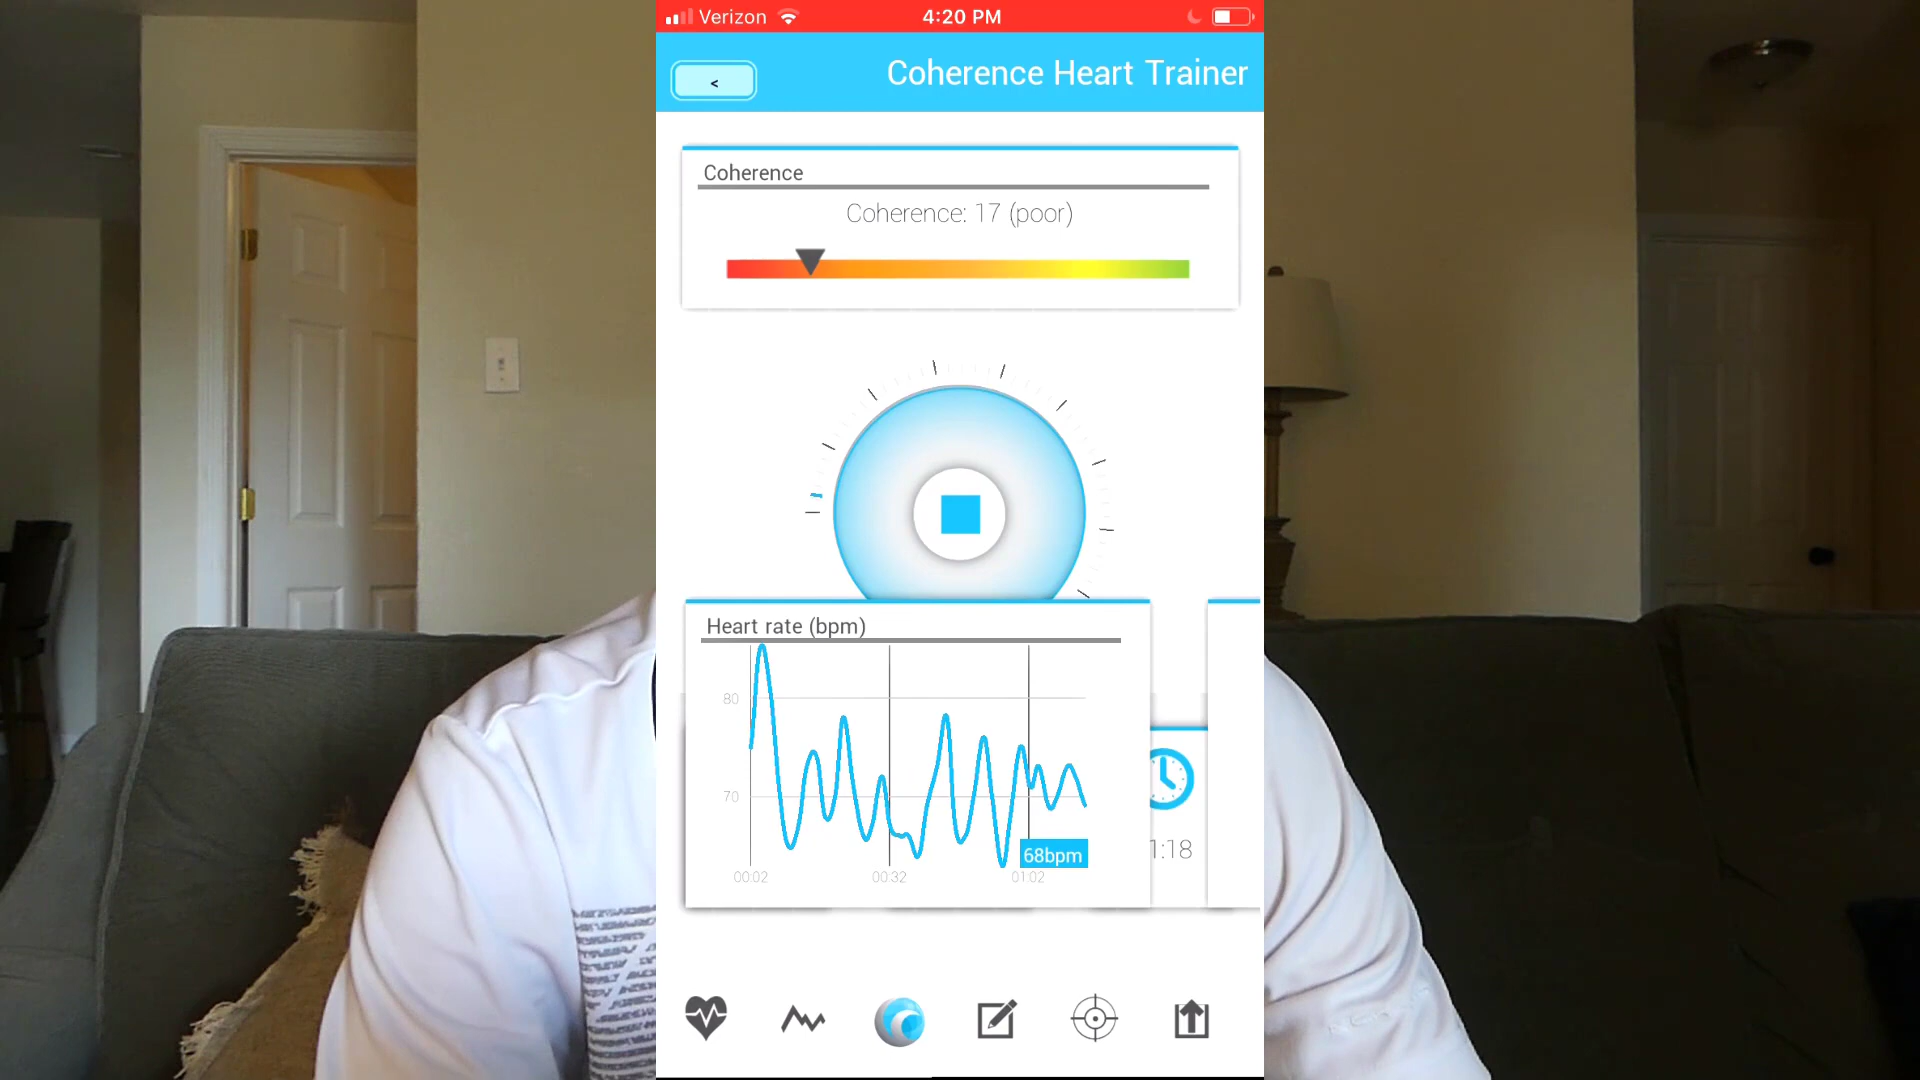 Verizon 4:20 PM
<
Coherence Heart Trainer
Coherence
Coherence: 17 (poor)
Heart rate (bpm)
80
70
68bpm
1:18
00:02 00:32 01:02